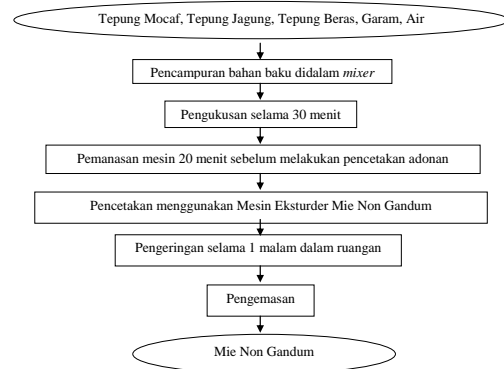 Tepung Mocaf, Tepung Jagung, Tepung Beras, Garam, Air
Pencampuran bahan baku didalam mixer
Pengukusan selama 30 menit
Pemanasan mesin 20 menit sebelum melakukan pencetakan adonan
Pencetakan menggunakan Mesin Eksturder Mie Non Gandum
Pengeringan selama 1 malam dalam ruangan
Pengemasan
Mie Non Gandum